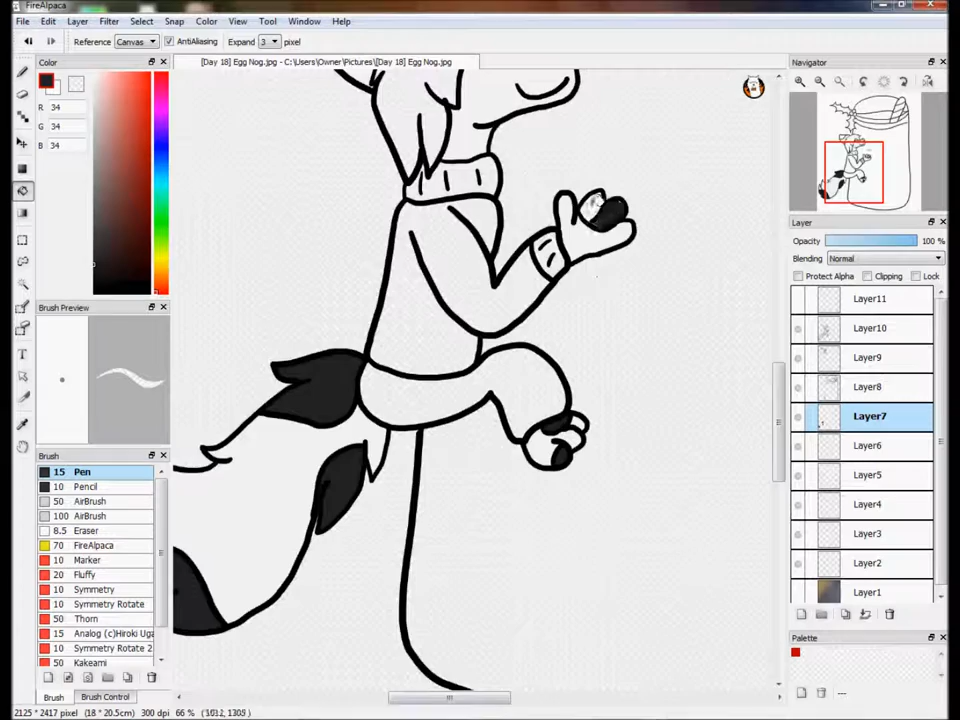 FireAlpaca
File Edit Layer Filter Select Snap Color View Tool Window Help
Reference Canvas AntiAliasing Expand 3 pixel
Color
[Day 18] Egg Nog.jpg - C:\Users\Owner\Pictures\[Day 18] Egg Nog.jpg
Navigator
R 34
G 34
B 34
Layer
Opacity 100 %
Blending Normal
Protect Alpha Clipping Lock
Layer11
Brush Preview
Layer10
Layer9
Layer8
Layer7
Layer6
Brush
15 Pen
Layer5
10 Pencil
50 AirBrush
Layer4
100 AirBrush
8.5 Eraser
Layer3
70 FireAlpaca
10 Marker
Layer2
20 Fluffy
10 Symmetry
Layer1
10 Symmetry Rotate
50 Thorn
15 Analog (c)Hiroki Uga
Palette
10 Symmetry Rotate 2
50 Kakeami
---
Brush Brush Control
2125 * 2417 pixel (18 * 20.5cm) 300 dpi 66 %